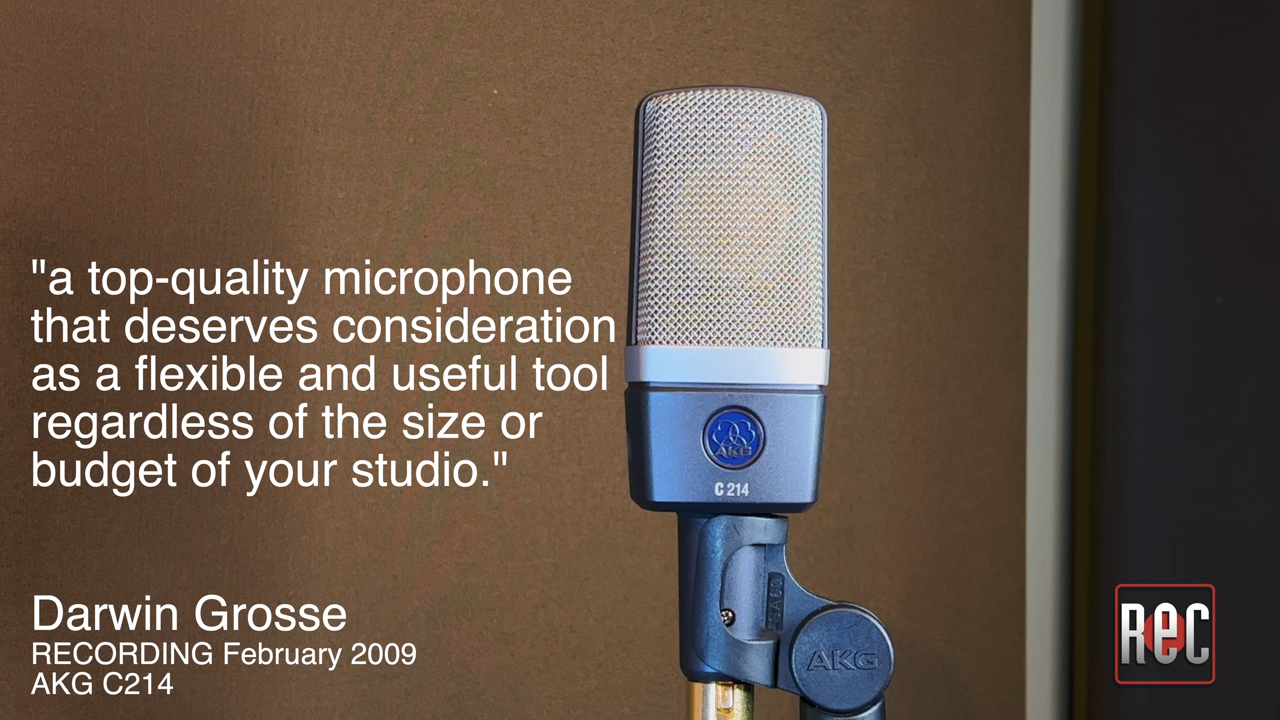 "a top-quality microphone
that deserves consideration
as a flexible and useful tool
regardless of the size or
budget of your studio."
Darwin Grosse
RECORDING February 2009
AKG C214
AKG
C 214
SA60
AKG
REC